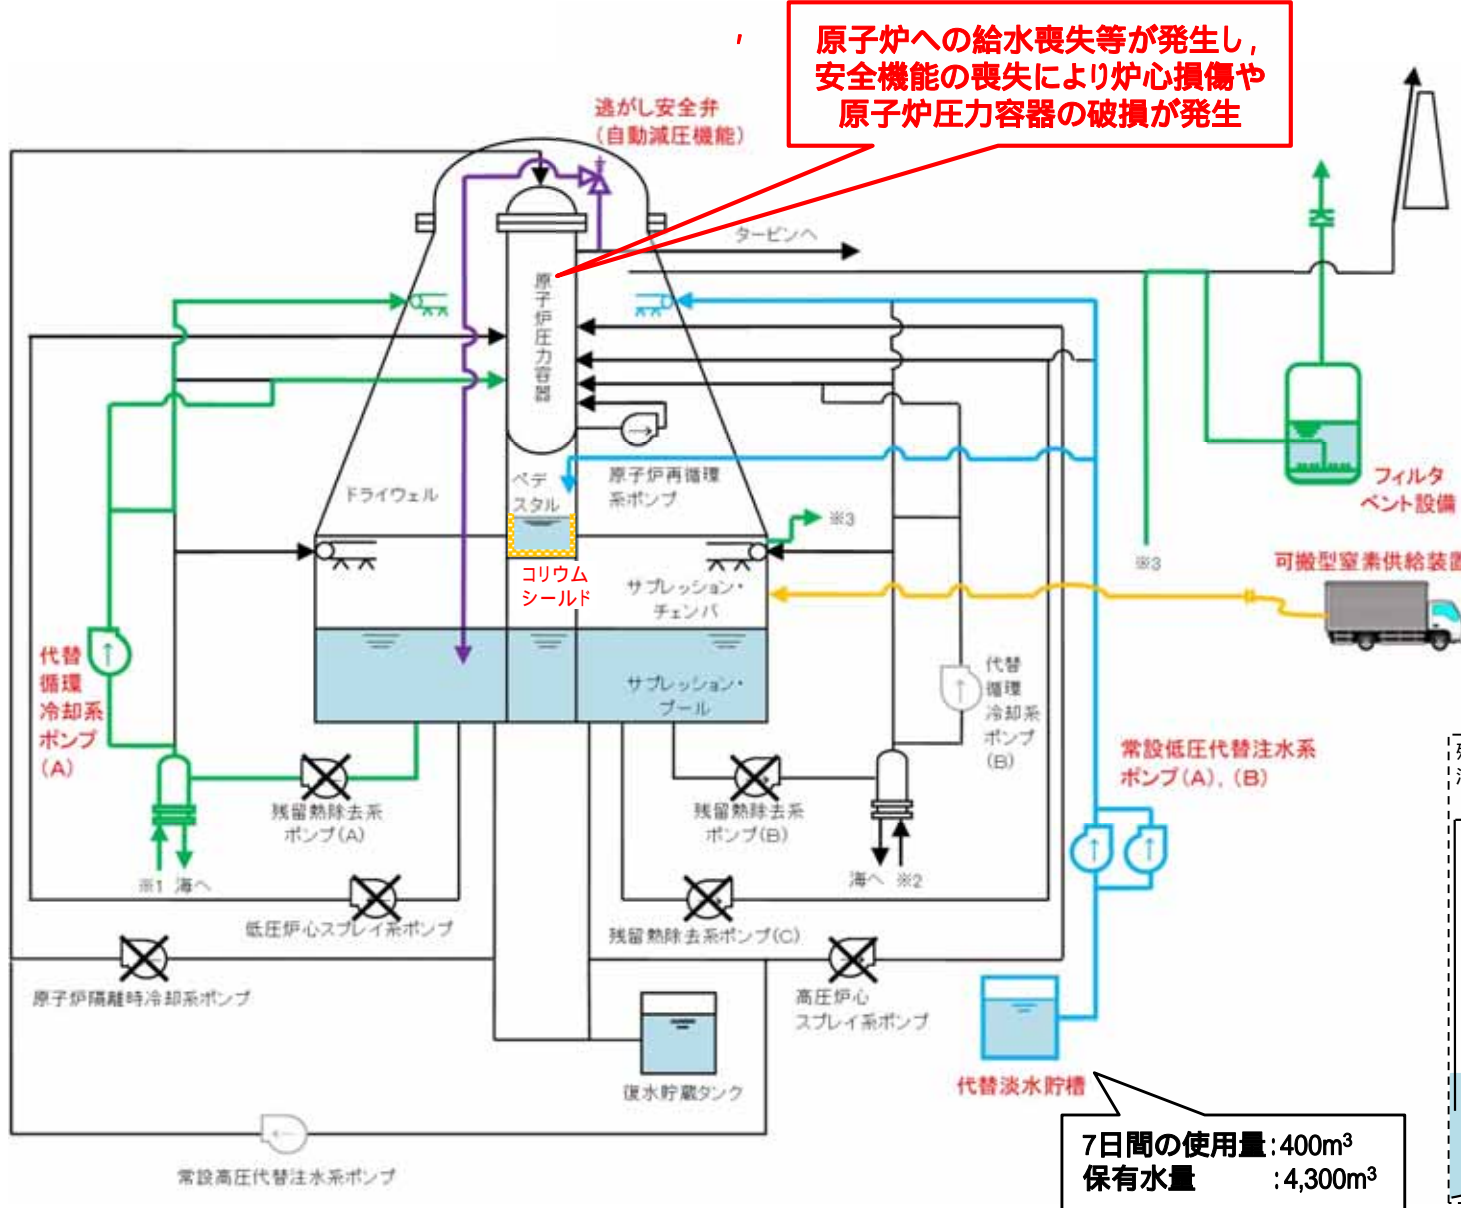 原子炉への給水喪失等が発生し,
安全機能の喪失により炉心損傷や
原子炉圧力容器の破損が発生
逃がし安全弁
(自動減圧機能)
タービンへ
原子炉圧力容器
ドライウェル
ペデ
スタル
原子炉再循環
系ポンプ
※3
※3
フィルタ
ベント設備
可搬型窒素供給装置
コリウム
シールド
サプレッション・
チェンバ
サプレッション・
プール
代替
循環
冷却系
ポンプ
(A)
代替
循環
冷却系
ポンプ
(B)
常設低圧代替注水系
ポンプ(A), (B)
残留熱除去系
ポンプ(A)
残留熱除去系
ポンプ(B)
※1 海へ
海へ ※2
低圧炉心スプレイ系ポンプ
残留熱除去系ポンプ(C)
原子炉隔離時冷却系ポンプ
高圧炉心
スプレイ系ポンプ
復水貯蔵タンク
代替淡水貯槽
7日間の使用量:400m³
保有水量 :4,300m³
常設高圧代替注水系ポンプ